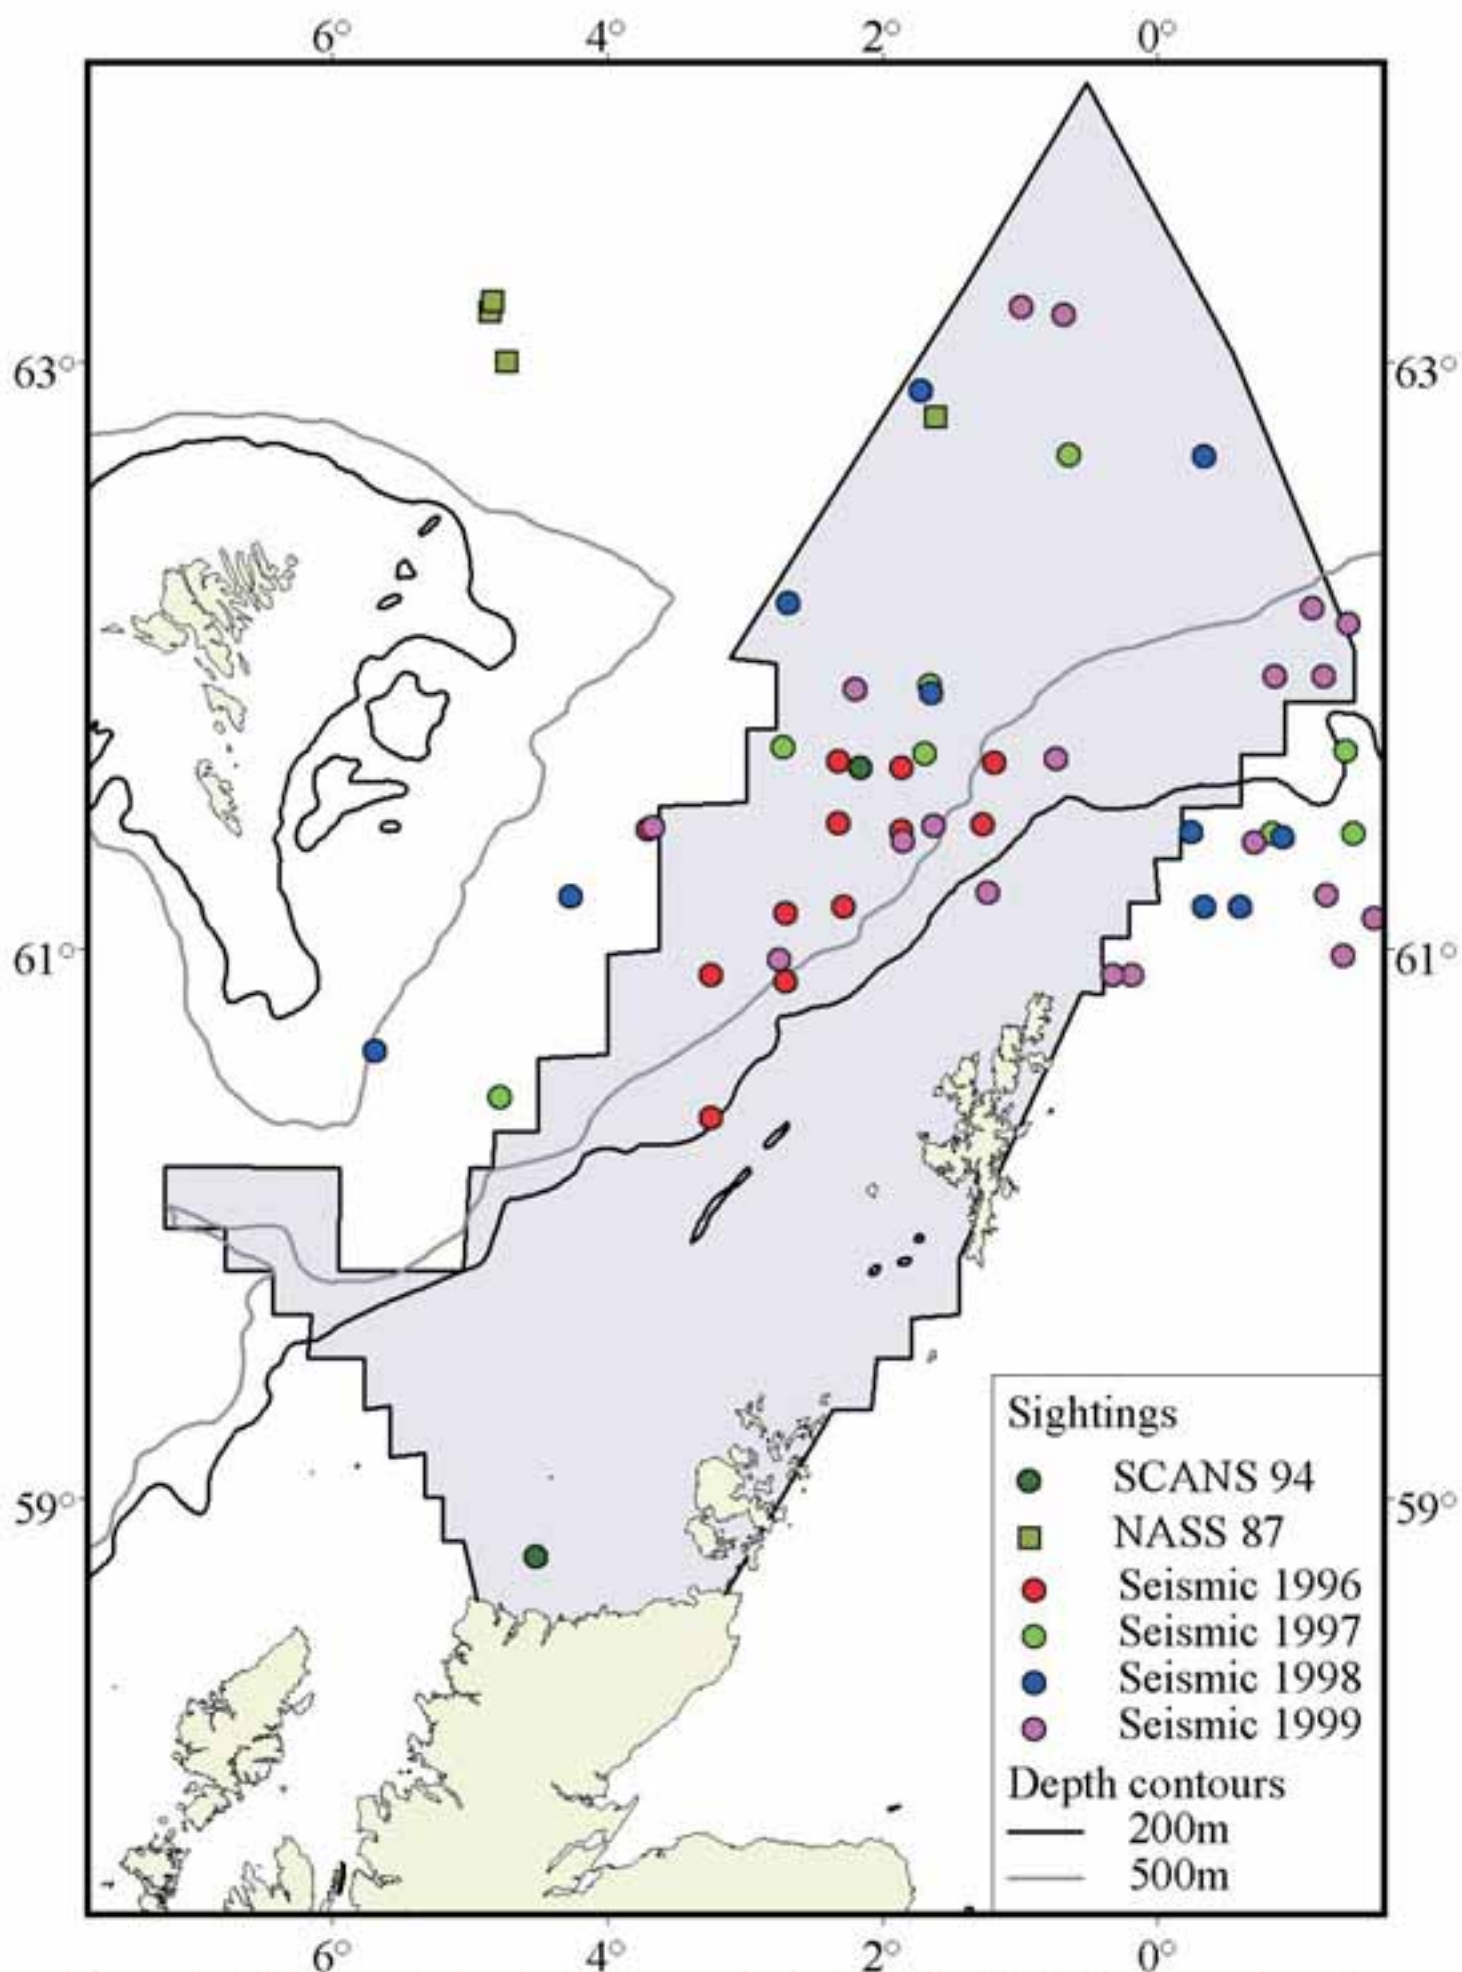 6° 4° 2° 0°
63° 63°
61° 61°
59° 59°
Sightings
SCANS 94
NASS 87
Seismic 1996
Seismic 1997
Seismic 1998
Seismic 1999
Depth contours
200m
500m
6° 4° 2° 0°